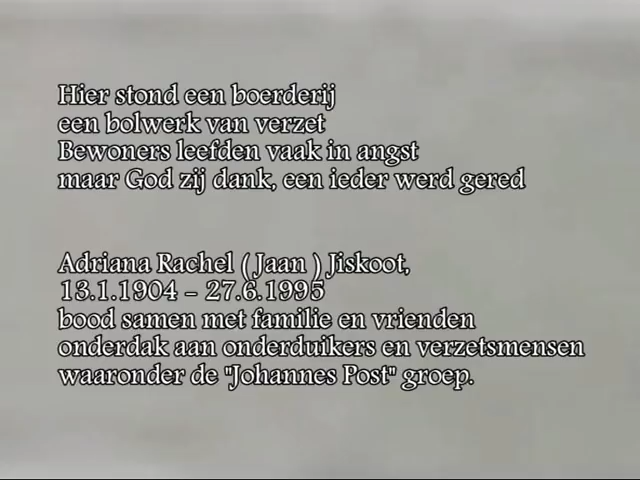 Hier stond een boerderij
een bolwerk van verzet
Bewoners leefden vaak in angst
maar God zij dank, een ieder werd gered
Adriana Rachel ( Jaan ) Jiskoot,
13.1.1904 – 27.6.1995
bood samen met familie en vrienden
onderdak aan onderduikers en verzetsmensen
waaronder de "Johannes Post" groep.